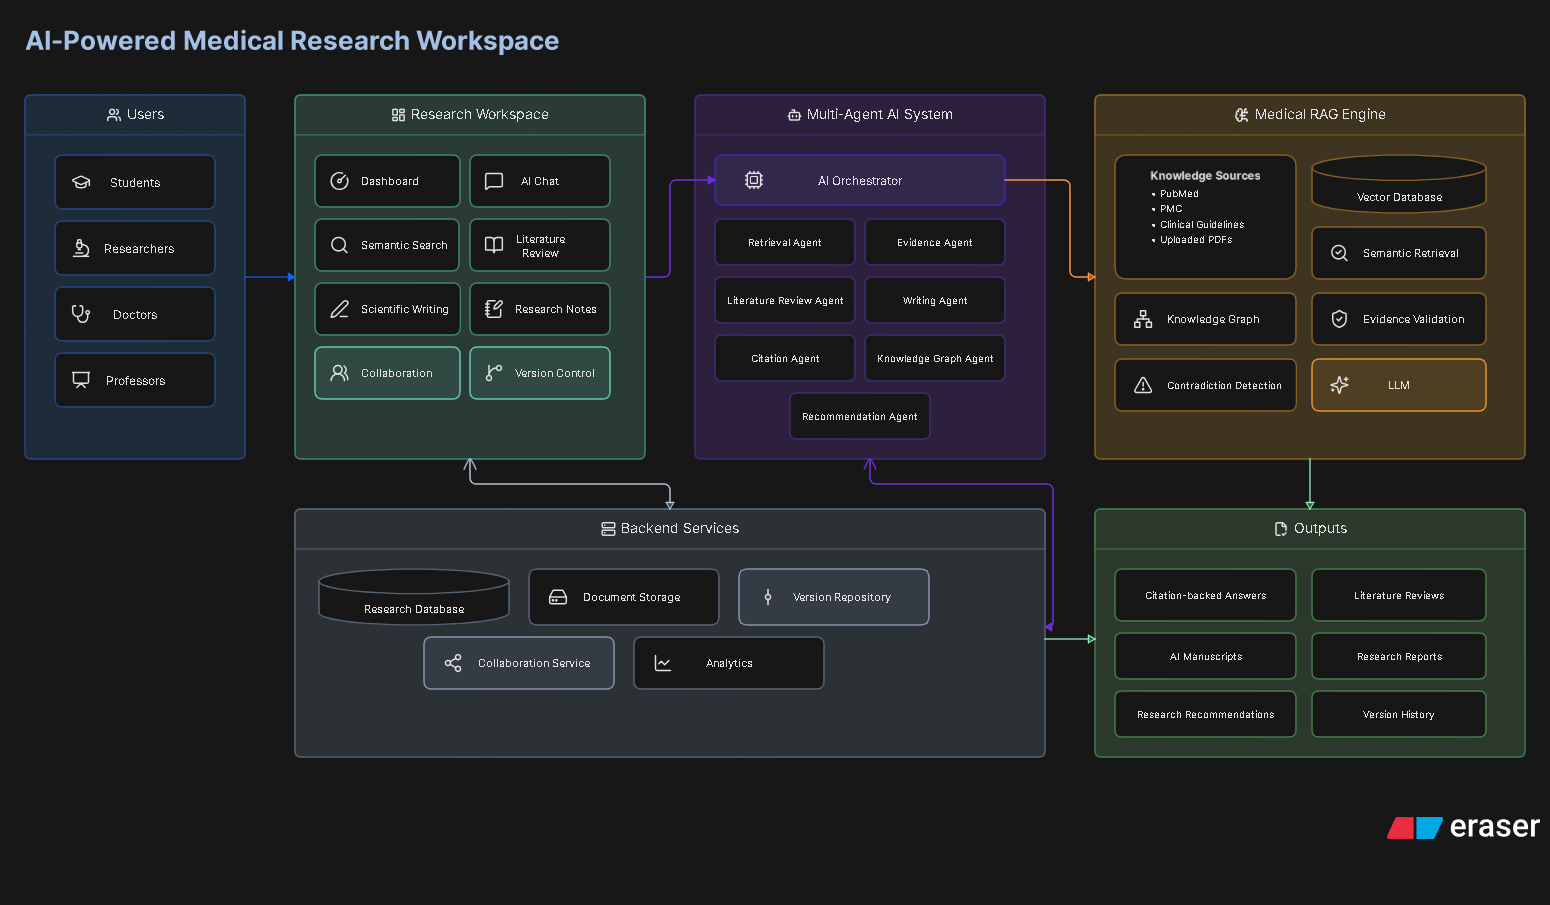 AI-Powered Medical Research Workspace
Users
Students
Researchers
Doctors
Professors
Research Workspace
Dashboard
AI Chat
Semantic Search
Literature
Review
Scientific Writing
Research Notes
Collaboration
Version Control
Multi-Agent AI System
AI Orchestrator
Retrieval Agent
Evidence Agent
Literature Review Agent
Writing Agent
Citation Agent
Knowledge Graph Agent
Recommendation Agent
Medical RAG Engine
Knowledge Sources
• PubMed
• PMC
• Clinical Guidelines
• Uploaded PDFs
Vector Database
Semantic Retrieval
Knowledge Graph
Evidence Validation
Contradiction Detection
LLM
Backend Services
Research Database
Document Storage
Version Repository
Collaboration Service
Analytics
Outputs
Citation-backed Answers
Literature Reviews
AI Manuscripts
Research Reports
Research Recommendations
Version History
eraser